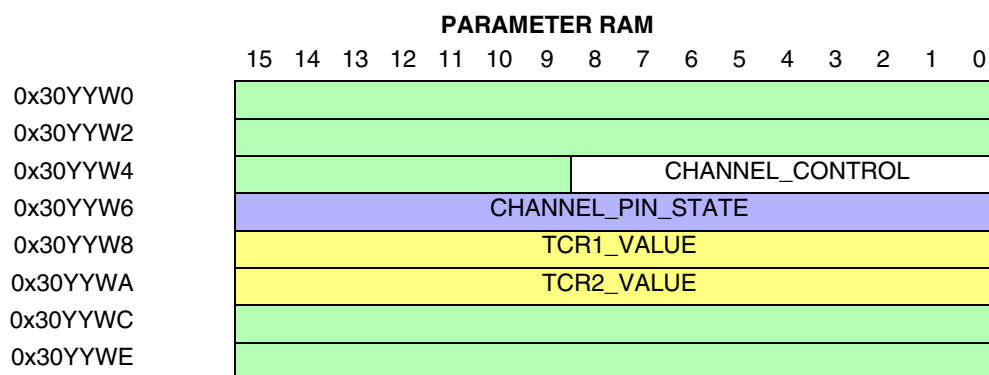 PARAMETER RAM
15 14 13 12 11 10 9 8 7 6 5 4 3 2 1 0
0x30YYW0
0x30YYW2
0x30YYW4 CHANNEL_CONTROL
0x30YYW6 CHANNEL_PIN_STATE
0x30YYW8 TCR1_VALUE
0x30YYWA TCR2_VALUE
0x30YYWC
0x30YYWE